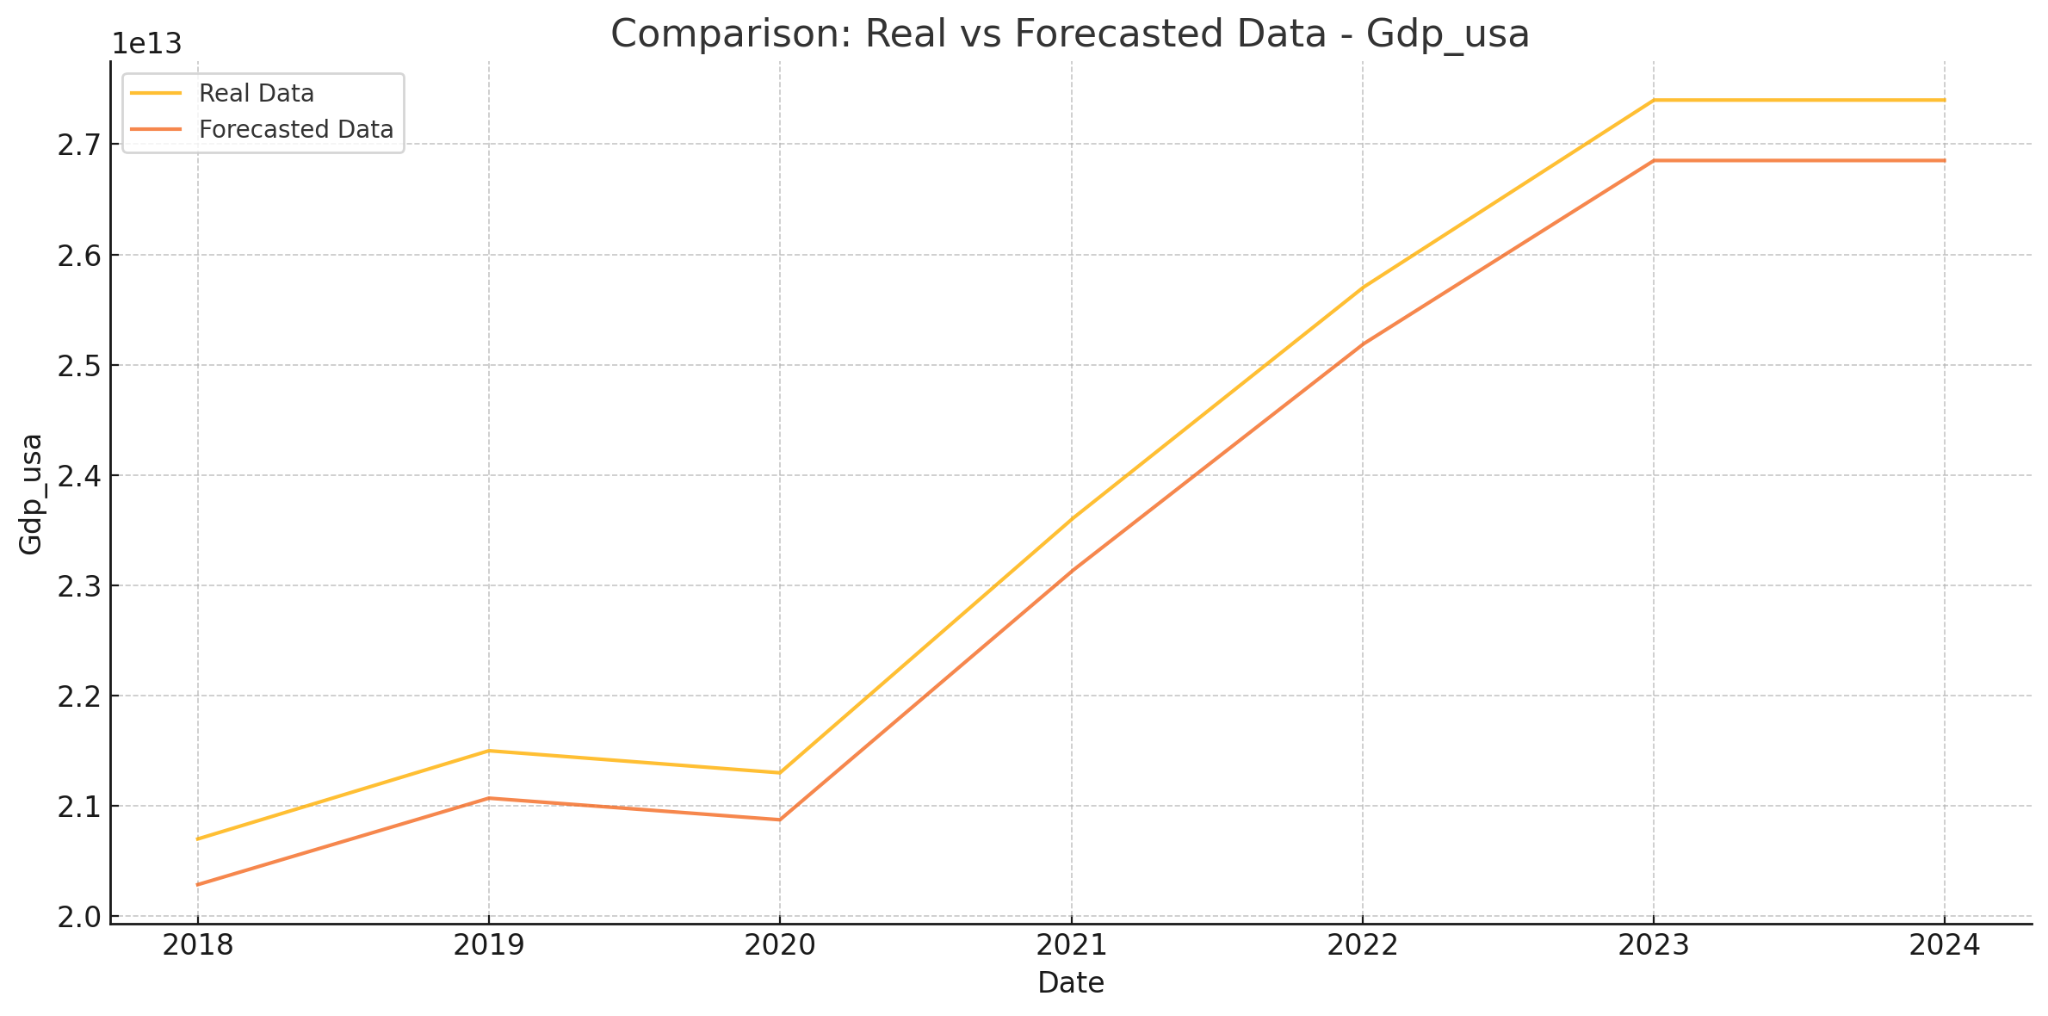 Comparison: Real vs Forecasted Data - Gdp_usa
1e13
Real Data
Forecasted Data
2.7
2.6
2.5
2.4
2.3
2.2
2.1
2.0
Gdp_usa
2018 2019 2020 2021 2022 2023 2024
Date